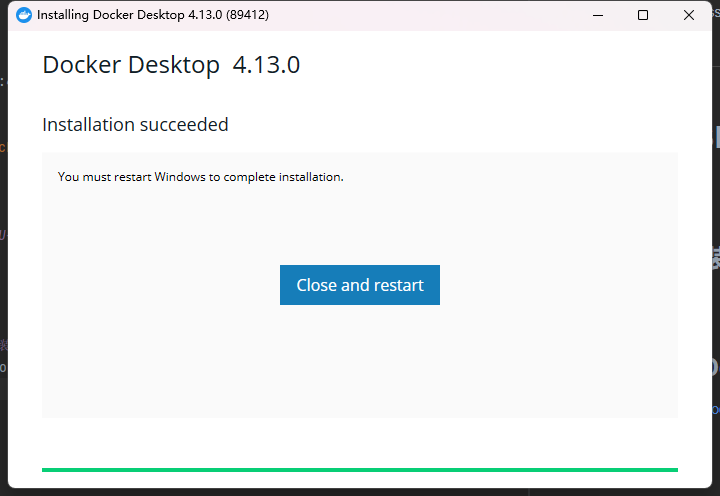 Installing Docker Desktop 4.13.0 (89412)
Docker Desktop 4.13.0
Installation succeeded
You must restart Windows to complete installation.
Close and restart